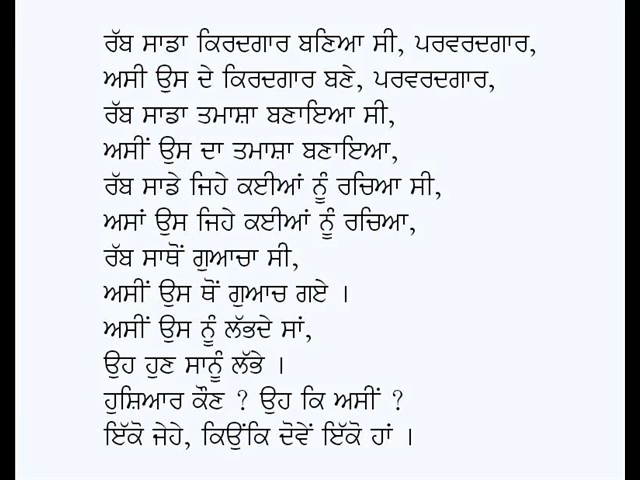 ਰੱਬ ਸਾਡਾ ਕਿਰਦਗਾਰ ਬਣਿਆ ਸੀ, ਪਰਵਰਦਗਾਰ,
ਅਸੀ ਉਸ ਦੇ ਕਿਰਦਗਾਰ ਬਣੇ, ਪਰਵਰਦਗਾਰ,
ਰੱਬ ਸਾਡਾ ਤਮਾਸ਼ਾ ਬਣਾਇਆ ਸੀ,
ਅਸੀਂ ਉਸ ਦਾ ਤਮਾਸ਼ਾ ਬਣਾਇਆ,
ਰੱਬ ਸਾਡੇ ਜਿਹੇ ਕਈਆਂ ਨੂੰ ਰਚਿਆ ਸੀ,
ਅਸਾਂ ਉਸ ਜਿਹੇ ਕਈਆਂ ਨੂੰ ਰਚਿਆ,
ਰੱਬ ਸਾਥੋਂ ਗੁਆਚਾ ਸੀ,
ਅਸੀਂ ਉਸ ਥੋਂ ਗੁਆਚ ਗਏ ।
ਅਸੀਂ ਉਸ ਨੂੰ ਲੱਭਦੇ ਸਾਂ,
ਉਹ ਹੁਣ ਸਾਨੂੰ ਲੱਭੇ ।
ਹੁਸ਼ਿਆਰ ਕੌਣ ? ਉਹ ਕਿ ਅਸੀਂ ?
ਇੱਕੋ ਜੇਹੇ, ਕਿਉਂਕਿ ਦੋਵੇਂ ਇੱਕੋ ਹਾਂ ।